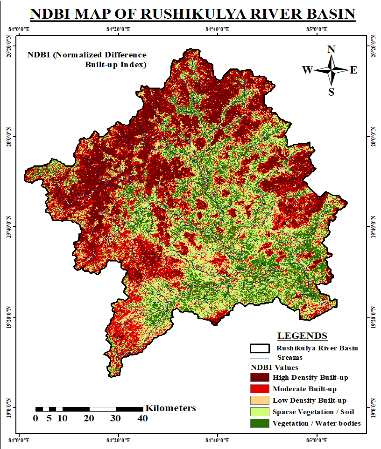 NDBI MAP OF RUSHIKULYA RIVER BASIN
NDBI (Normalized Difference
Built-up Index)
N
W E
S
LEGENDS
Rushikulya River Basin
Sreams
NDBI Values
High Density Built-up
Moderate Built-up
Low Density Built-up
Sparse Vegetation / Soil
Vegetation / Water bodies
Kilometers
0 5 10 20 30 40